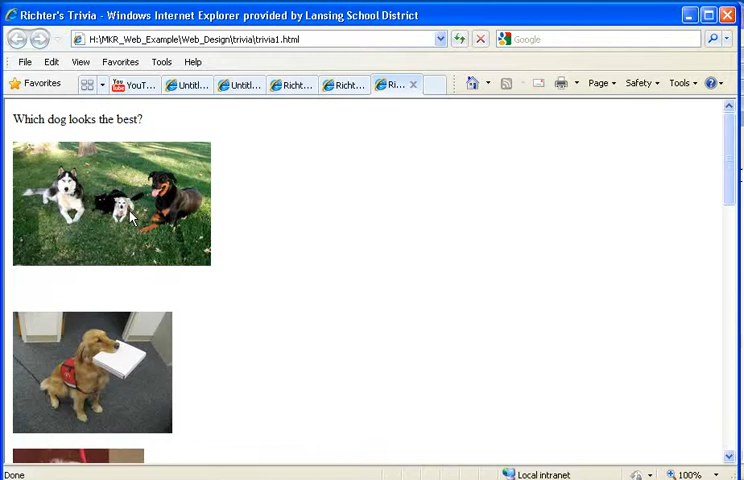 Richter's Trivia - Windows Internet Explorer provided by Lansing School District
H:\MKR_Web_Example\Web_Design\trivia\trivia1.html
Google
File Edit View Favorites Tools Help
Favorites
You Tube YouT... Untitl... Untitl... Richt... Richt... Ri...
Page Safety Tools
Which dog looks the best?
Done
Local intranet
100%